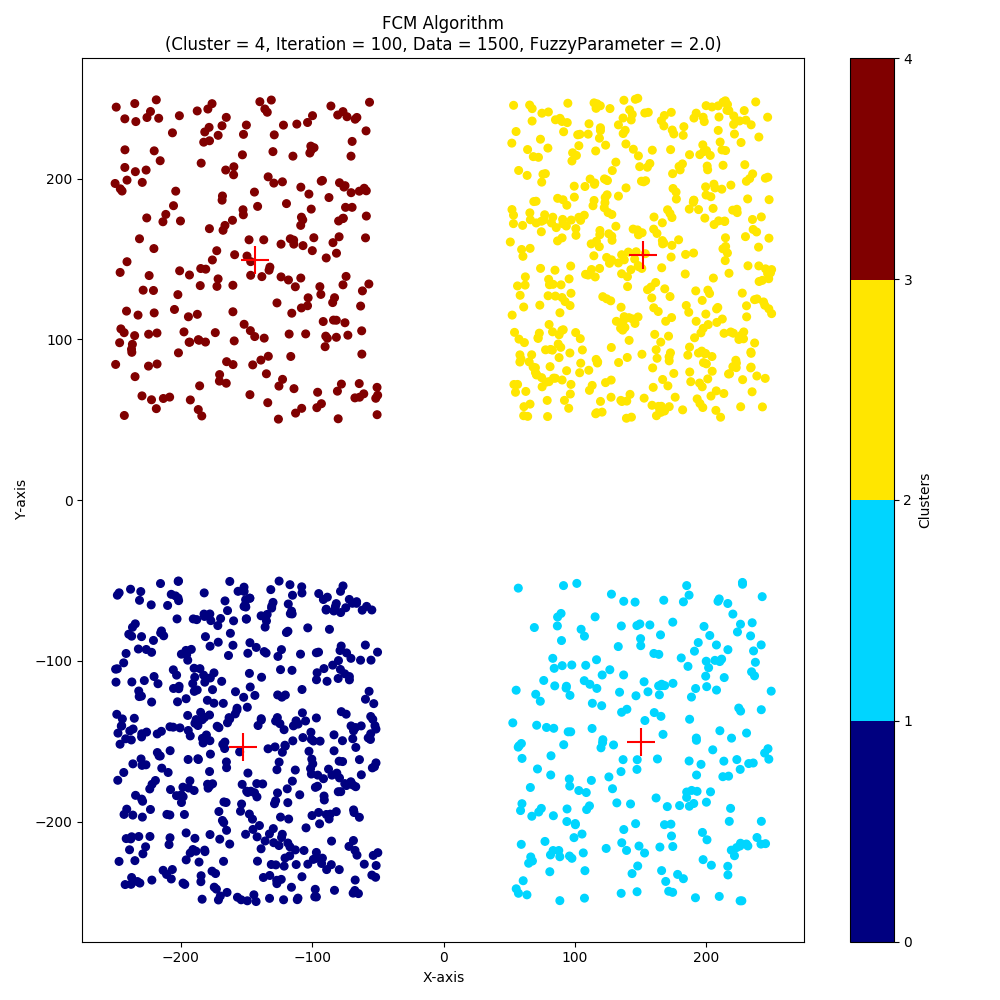 FCM Algorithm
(Cluster = 4, Iteration = 100, Data = 1500, FuzzyParameter = 2.0)
200
100
0
−100
−200
Y-axis
−200 −100 0 100 200
X-axis
4
3
2
1
0
Clusters